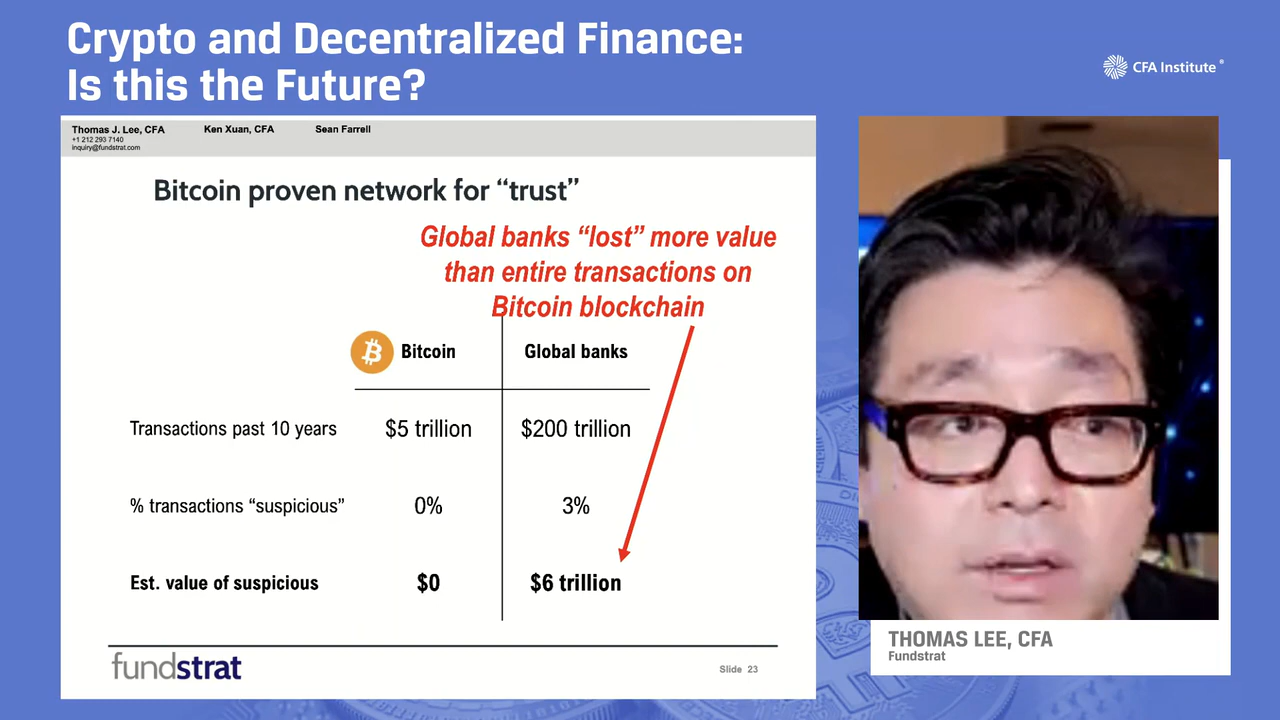 Crypto and Decentralized Finance:
Is this the Future?
CFA Institute®
Thomas J. Lee, CFA Ken Xuan, CFA Sean Farrell
+1 212 293 7140
inquiry@fundstrat.com
Bitcoin proven network for “trust”
Global banks “lost” more value
than entire transactions on
Bitcoin blockchain
Bitcoin Global banks
Transactions past 10 years $5 trillion $200 trillion
% transactions “suspicious” 0% 3%
Est. value of suspicious $0 $6 trillion
fundstrat
Slide 23
THOMAS LEE, CFA
Fundstrat